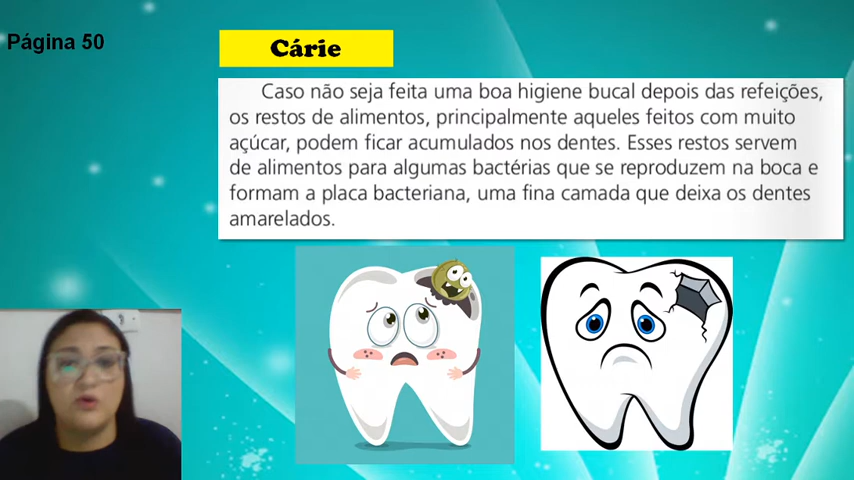 Página 50
Cárie
Caso não seja feita uma boa higiene bucal depois das refeições,
os restos de alimentos, principalmente aqueles feitos com muito
açúcar, podem ficar acumulados nos dentes. Esses restos servem
de alimentos para algumas bactérias que se reproduzem na boca e
formam a placa bacteriana, uma fina camada que deixa os dentes
amarelados.